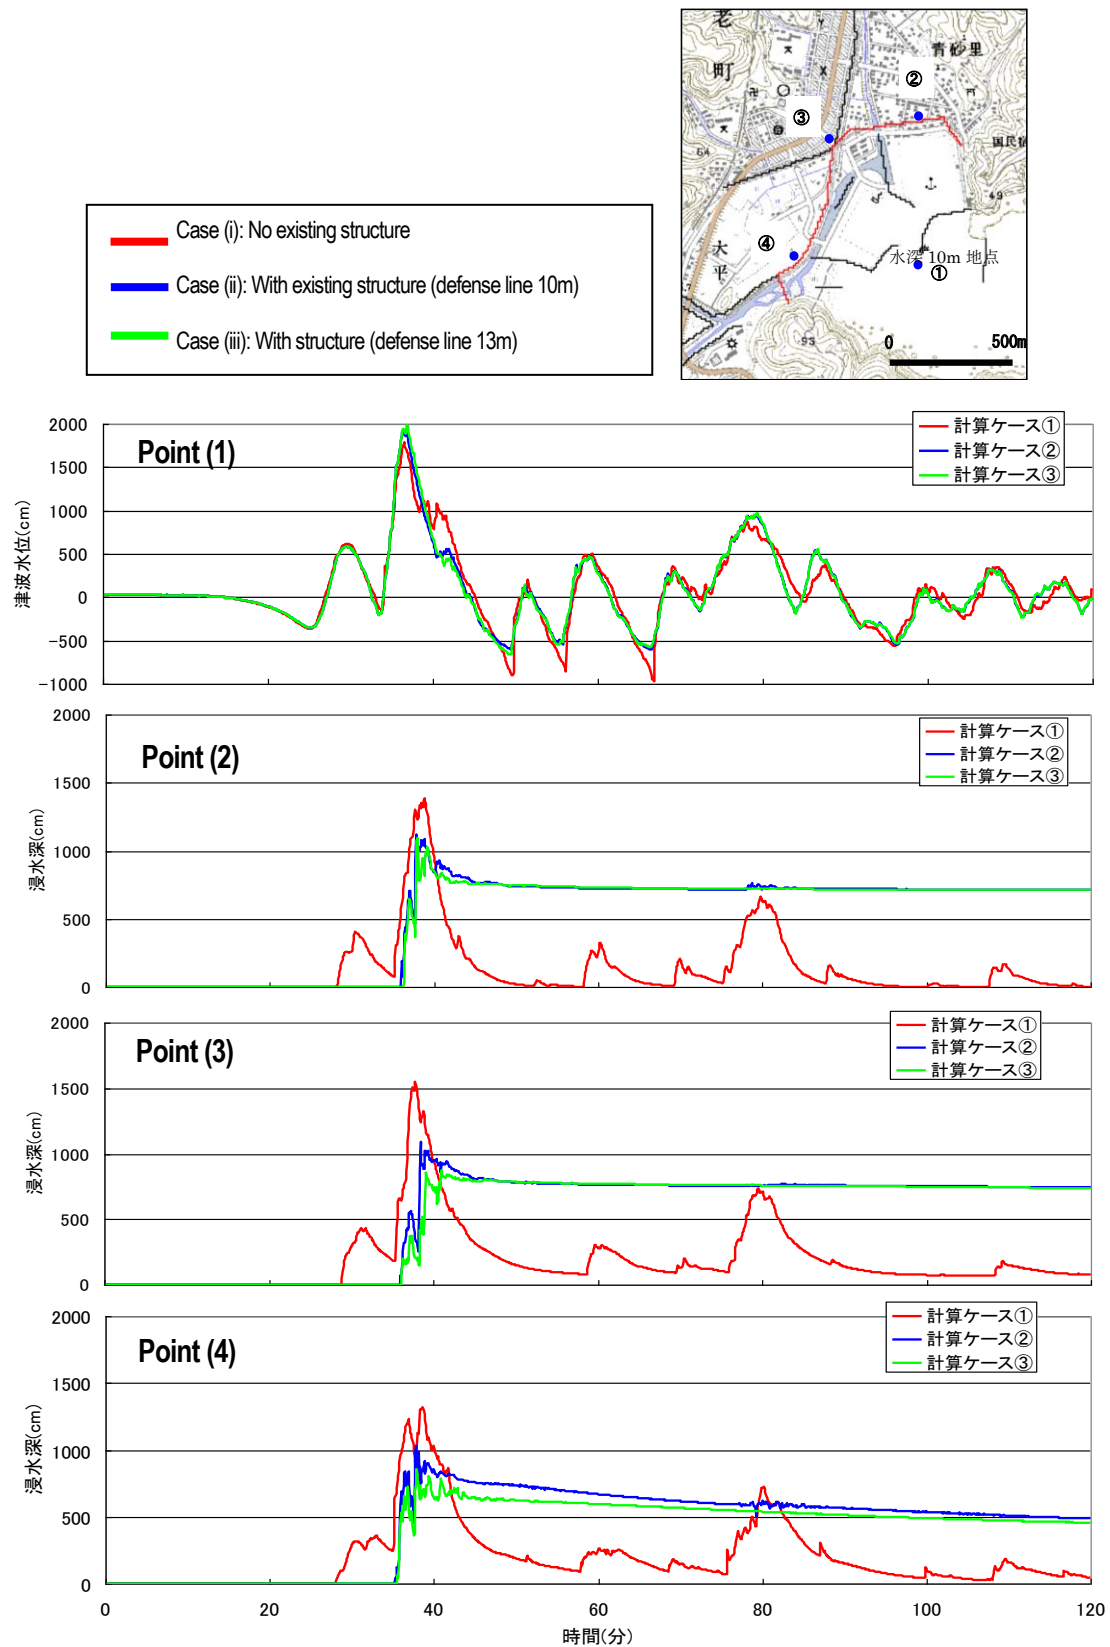 老
町
青砂里
②
③
国民宿
64
49
④
大
平
水深 10m 地点
①
93
0 500m
Case (i): No existing structure
Case (ii): With existing structure (defense line 10m)
Case (iii): With structure (defense line 13m)
Point (1)
計算ケース①
計算ケース②
計算ケース③
津波水位(cm)
2000
1500
1000
500
0
-500
-1000
Point (2)
計算ケース①
計算ケース②
計算ケース③
浸水深(cm)
2000
1500
1000
500
0
Point (3)
計算ケース①
計算ケース②
計算ケース③
浸水深(cm)
2000
1500
1000
500
0
Point (4)
計算ケース①
計算ケース②
計算ケース③
浸水深(cm)
2000
1500
1000
500
0
0 20 40 60 80 100 120
時間(分)